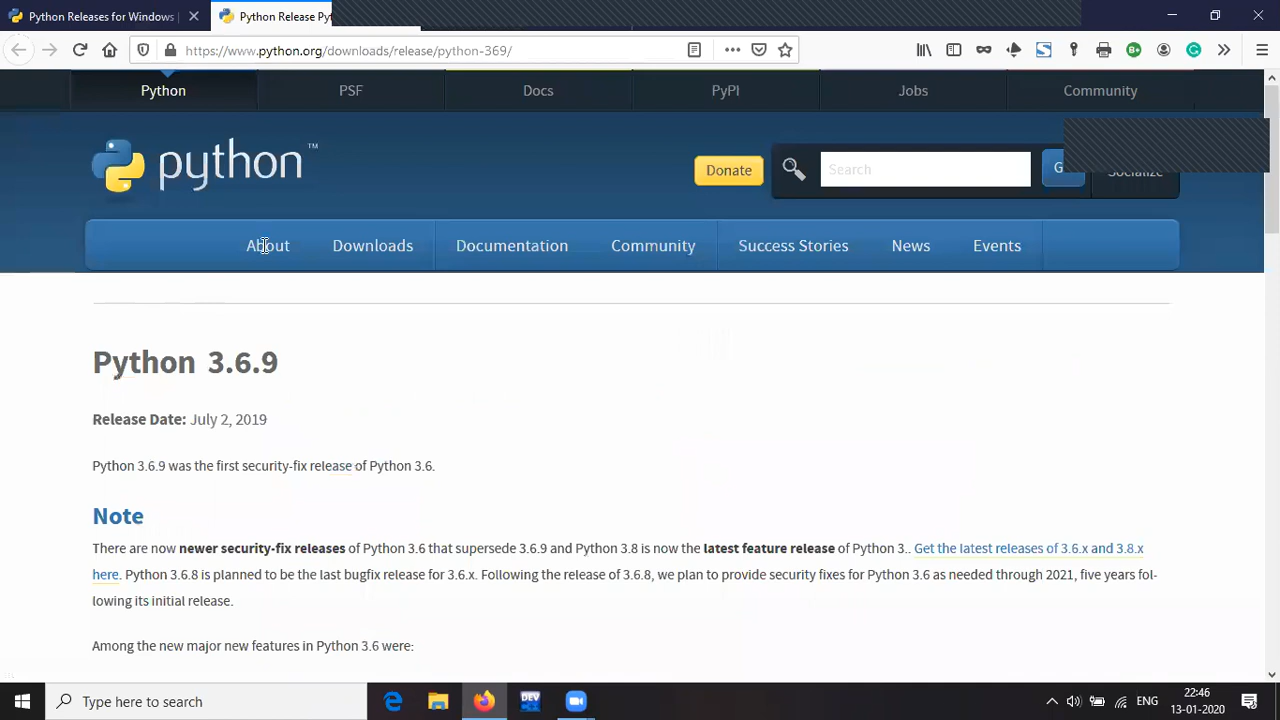 Python Releases for Windows
Python Release Py
https://www.python.org/downloads/release/python-369/
Python
PSF
Docs
PyPI
Jobs
Community
python™
Donate
Search
G
Socialize
About
Downloads
Documentation
Community
Success Stories
News
Events
Python 3.6.9
Release Date: July 2, 2019
Python 3.6.9 was the first security-fix release of Python 3.6.
Note
There are now newer security-fix releases of Python 3.6 that supersede 3.6.9 and Python 3.8 is now the latest feature release of Python 3.. Get the latest releases of 3.6.x and 3.8.x
here. Python 3.6.8 is planned to be the last bugfix release for 3.6.x. Following the release of 3.6.8, we plan to provide security fixes for Python 3.6 as needed through 2021, five years fol-
lowing its initial release.
Among the new major new features in Python 3.6 were:
Type here to search
DEV
ENG
22:46
13-01-2020